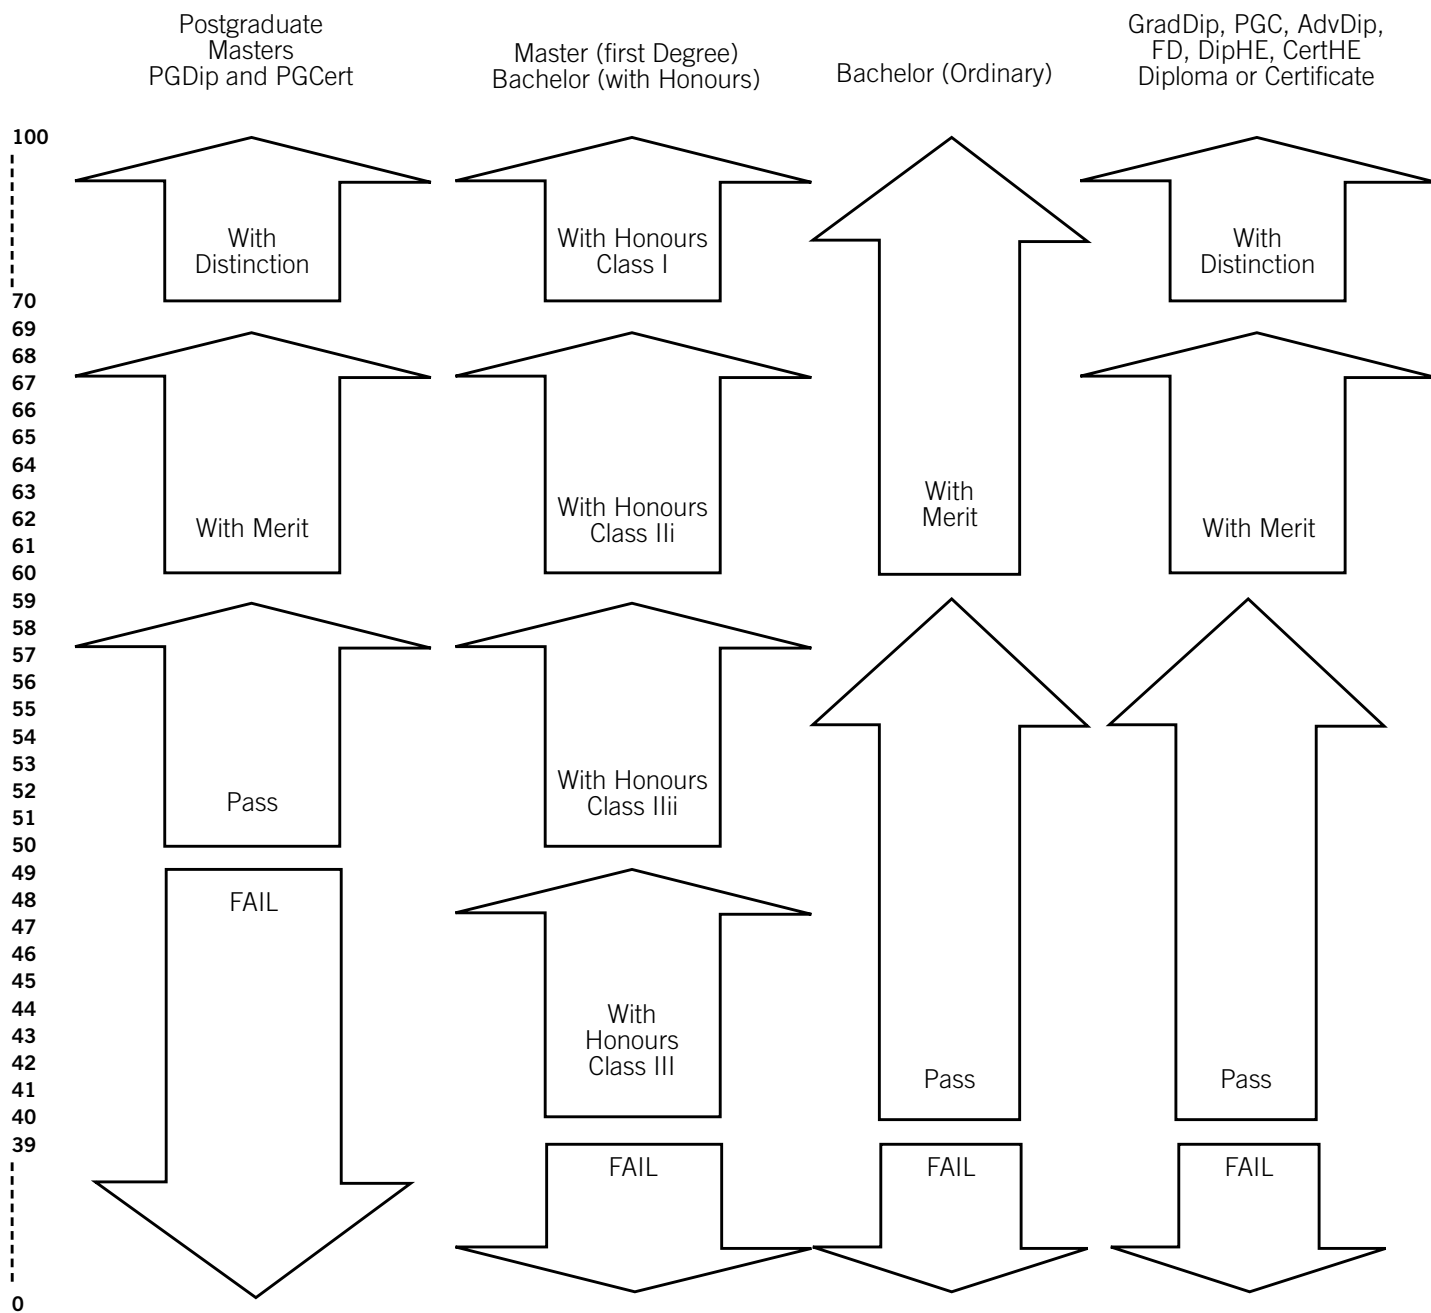 Postgraduate
Masters
PGDip and PGCert
Master (first Degree)
Bachelor (with Honours)
Bachelor (Ordinary)
GradDip, PGC, AdvDip,
FD, DipHE, CertHE
Diploma or Certificate
100
70
69
68
67
66
65
64
63
62
61
60
59
58
57
56
55
54
53
52
51
50
49
48
47
46
45
44
43
42
41
40
39
0
With
Distinction
With Merit
Pass
FAIL
With Honours
Class I
With Honours
Class IIi
With Honours
Class IIii
With
Honours
Class III
FAIL
With
Merit
Pass
FAIL
With
Distinction
With Merit
Pass
FAIL